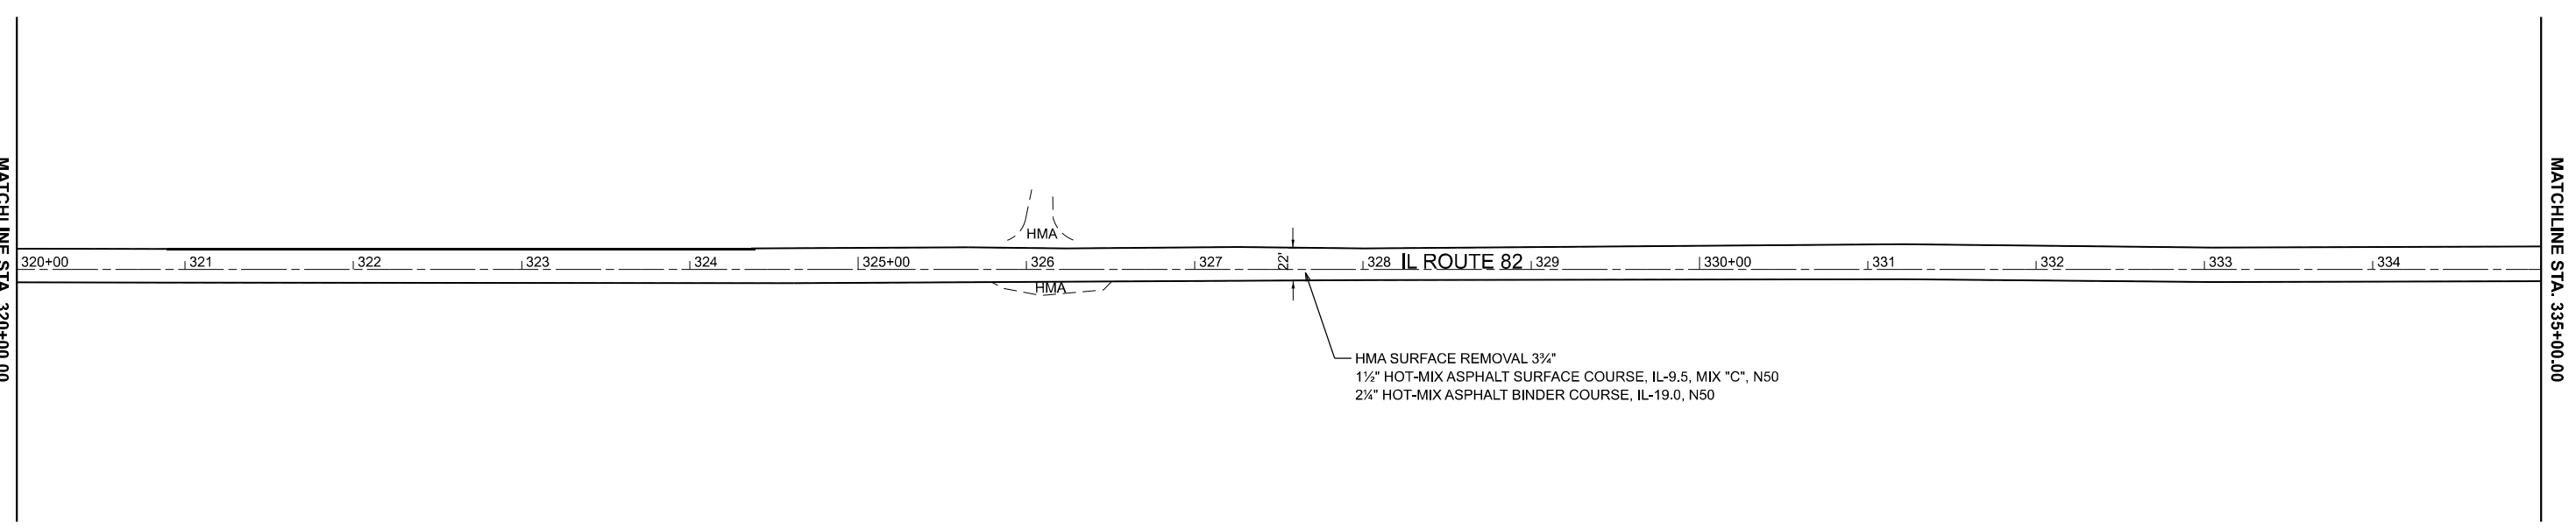 MATCHLINE STA. 320+00.00
HMA
320+00 321 322 323 324 325+00 326 327 22' 328 IL ROUTE 82 329 330+00 331 332 333 334
HMA
HMA SURFACE REMOVAL 3¾"
1½" HOT-MIX ASPHALT SURFACE COURSE, IL-9.5, MIX "C", N50
2¼" HOT-MIX ASPHALT BINDER COURSE, IL-19.0, N50
MATCHLINE STA. 335+00.00